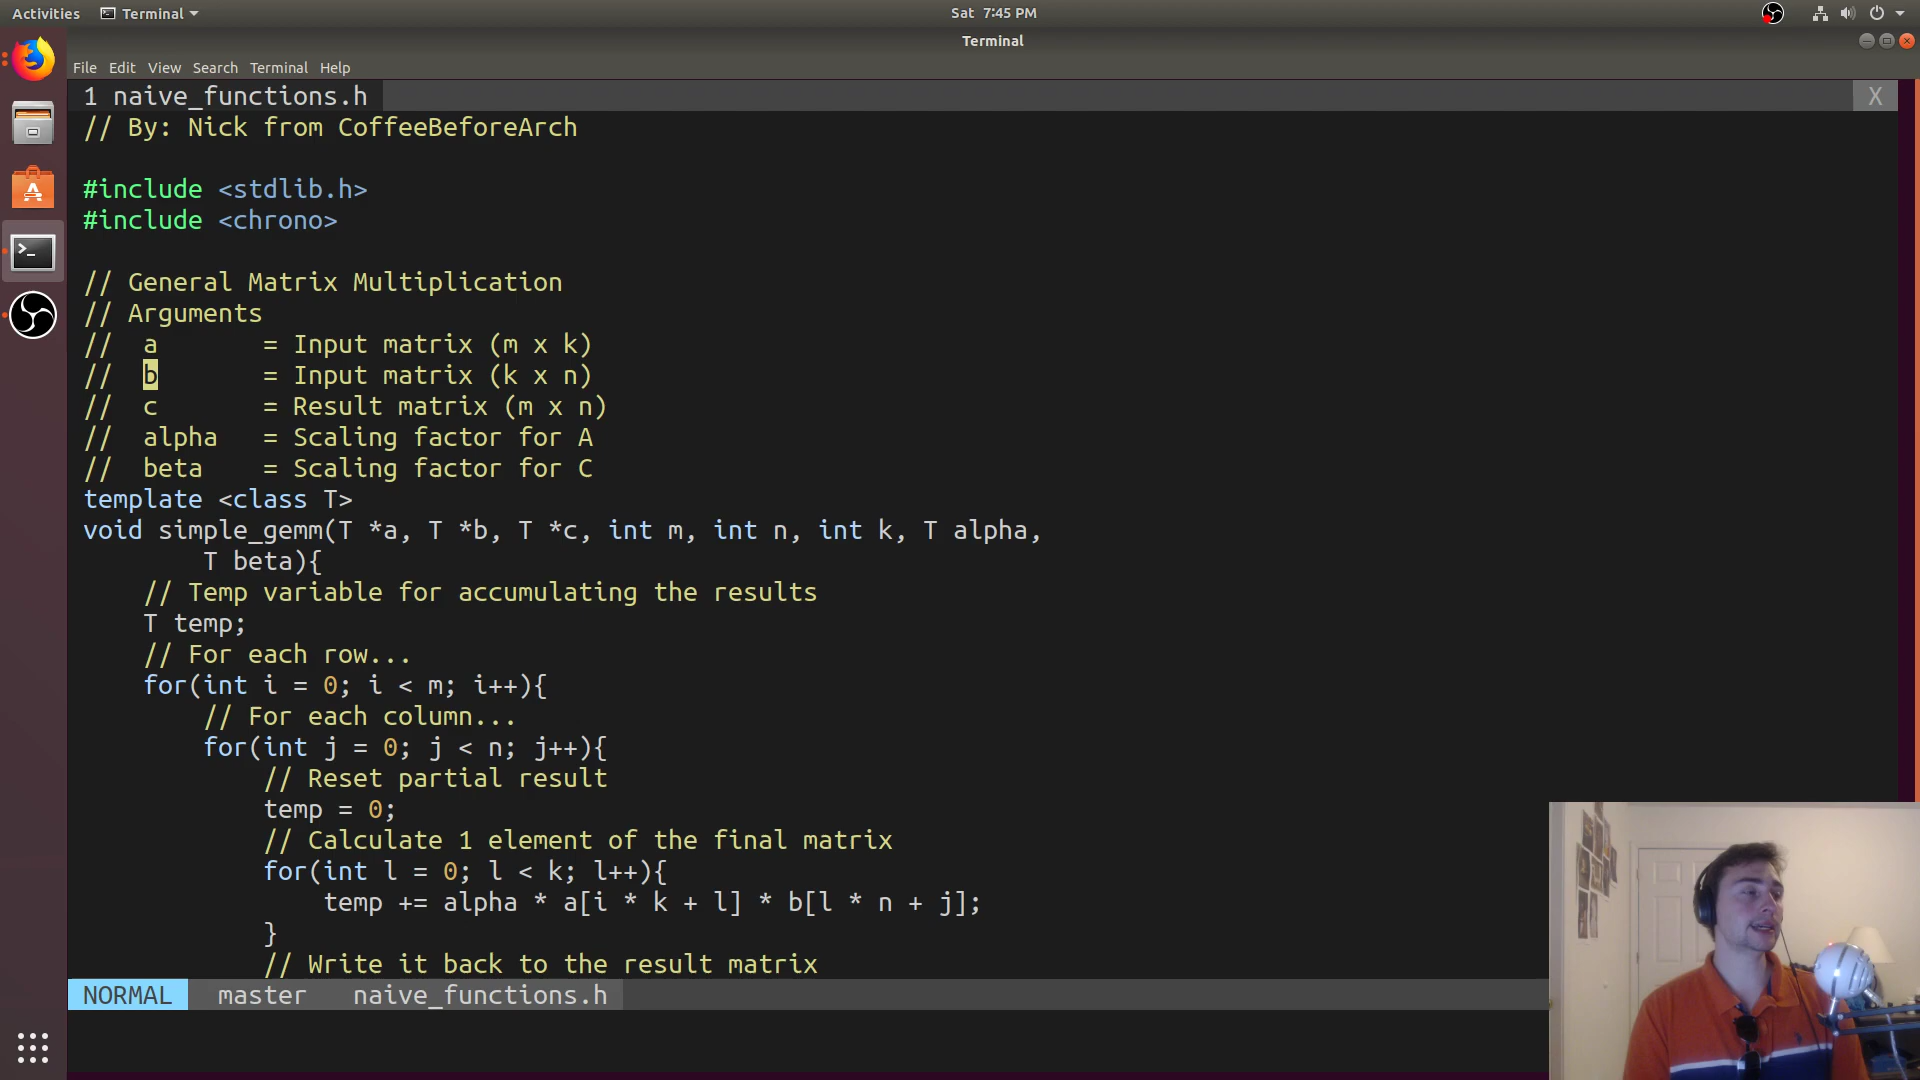 Activities Terminal Sat 7:45 PM
Terminal
File Edit View Search Terminal Help
1 naive_functions.h X
// By: Nick from CoffeeBeforeArch
#include <stdlib.h>
#include <chrono>
// General Matrix Multiplication
// Arguments
//  a       = Input matrix (m x k)
//  b       = Input matrix (k x n)
//  c       = Result matrix (m x n)
//  alpha   = Scaling factor for A
//  beta    = Scaling factor for C
template <class T>
void simple_gemm(T *a, T *b, T *c, int m, int n, int k, T alpha,
        T beta){
    // Temp variable for accumulating the results
    T temp;
    // For each row...
    for(int i = 0; i < m; i++){
        // For each column...
        for(int j = 0; j < n; j++){
            // Reset partial result
            temp = 0;
            // Calculate 1 element of the final matrix
            for(int l = 0; l < k; l++){
                temp += alpha * a[i * k + l] * b[l * n + j];
            }
            // Write it back to the result matrix
NORMAL master naive_functions.h